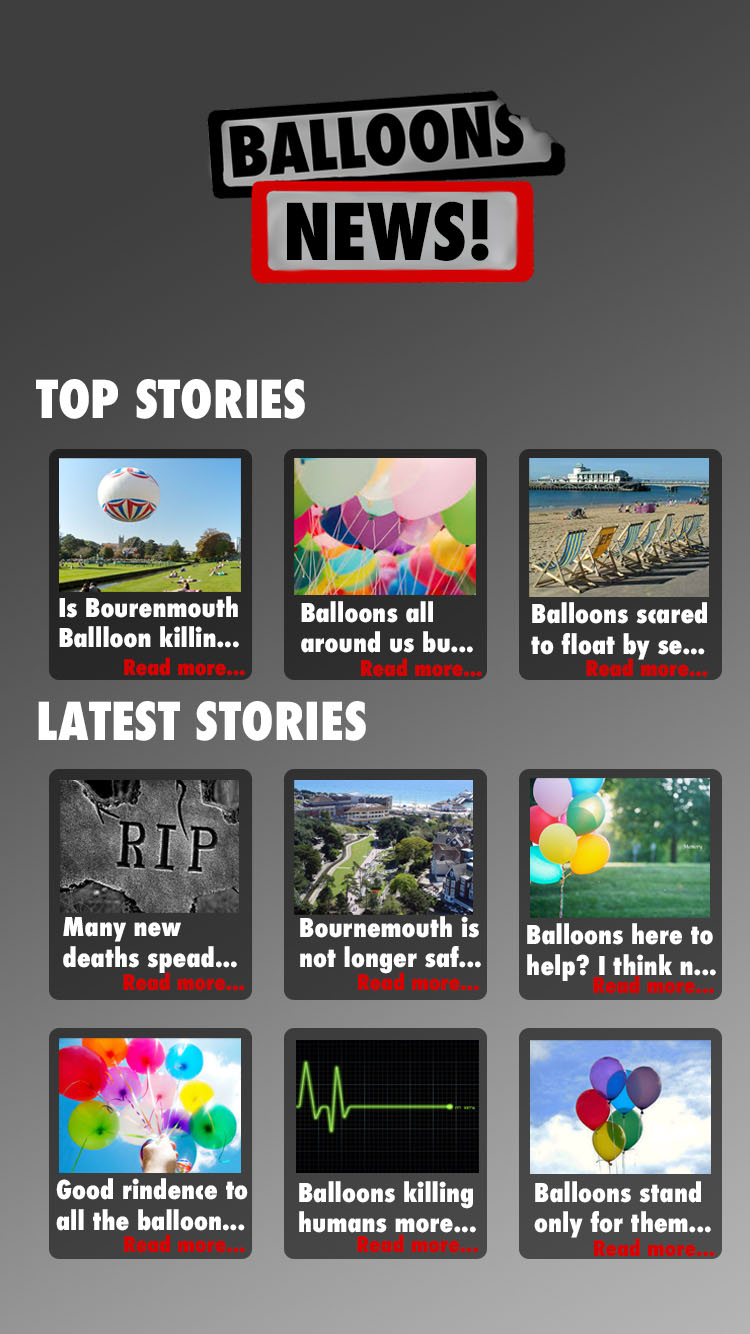 BALLOONS
NEWS!
TOP STORIES
Is Bourenmouth
Ballloon killin...
Read more...
Balloons all
around us bu...
Read more...
Balloons scared
to float by se...
Read more...
LATEST STORIES
RIP
Many new
deaths spead...
Read more...
Bournemouth is
not longer saf...
Read more...
Memory
Balloons here to
help? I think n...
Read more...
Good rindence to
all the balloon...
Read more...
Balloons killing
humans more...
Read more...
Balloons stand
only for them...
Read more...